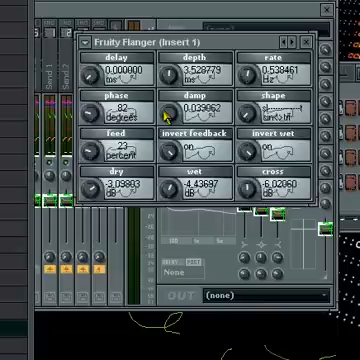 Fruity Flanger (Insert 1)
delay
depth
rate
0.000000
ms
3.528779
ms
0.538461
Hz
phase
damp
shape
82
degrees
0.039062
sin<>tri
feed
invert feedback
invert wet
23
percent
on
on
dry
wet
cross
-3.09803
dB
-4.43697
dB
-6.02060
dB
Send 1
Send 2
None
OUT
(none)